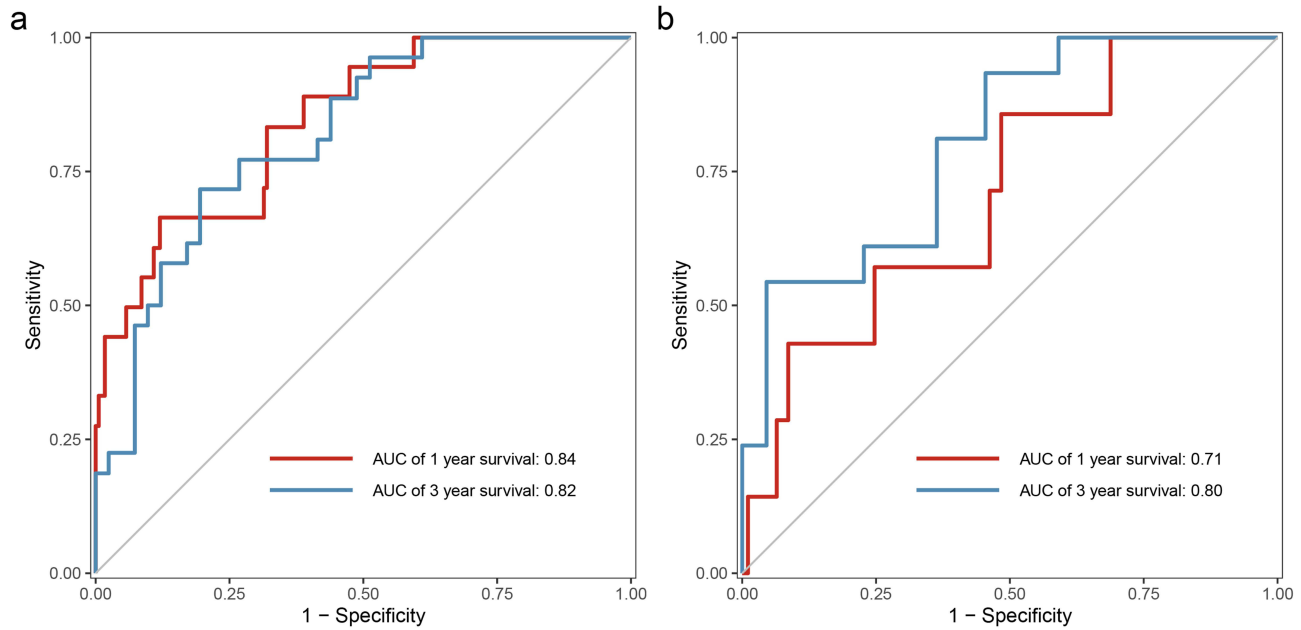 a
1.00
0.75
0.50
0.25
0.00
Sensitivity
AUC of 1 year survival: 0.84
AUC of 3 year survival: 0.82
0.00 0.25 0.50 0.75 1.00
1 − Specificity
b
1.00
0.75
0.50
0.25
0.00
Sensitivity
AUC of 1 year survival: 0.71
AUC of 3 year survival: 0.80
0.00 0.25 0.50 0.75 1.00
1 − Specificity